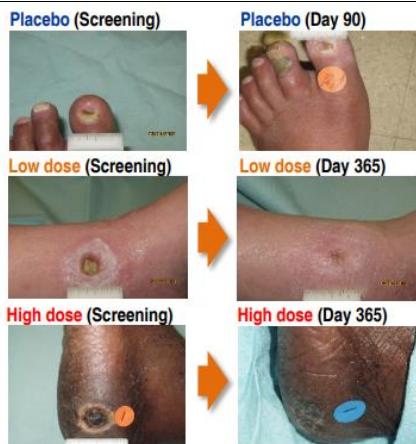 Placebo (Screening)
Placebo (Day 90)
Low dose (Screening)
Low dose (Day 365)
High dose (Screening)
High dose (Day 365)